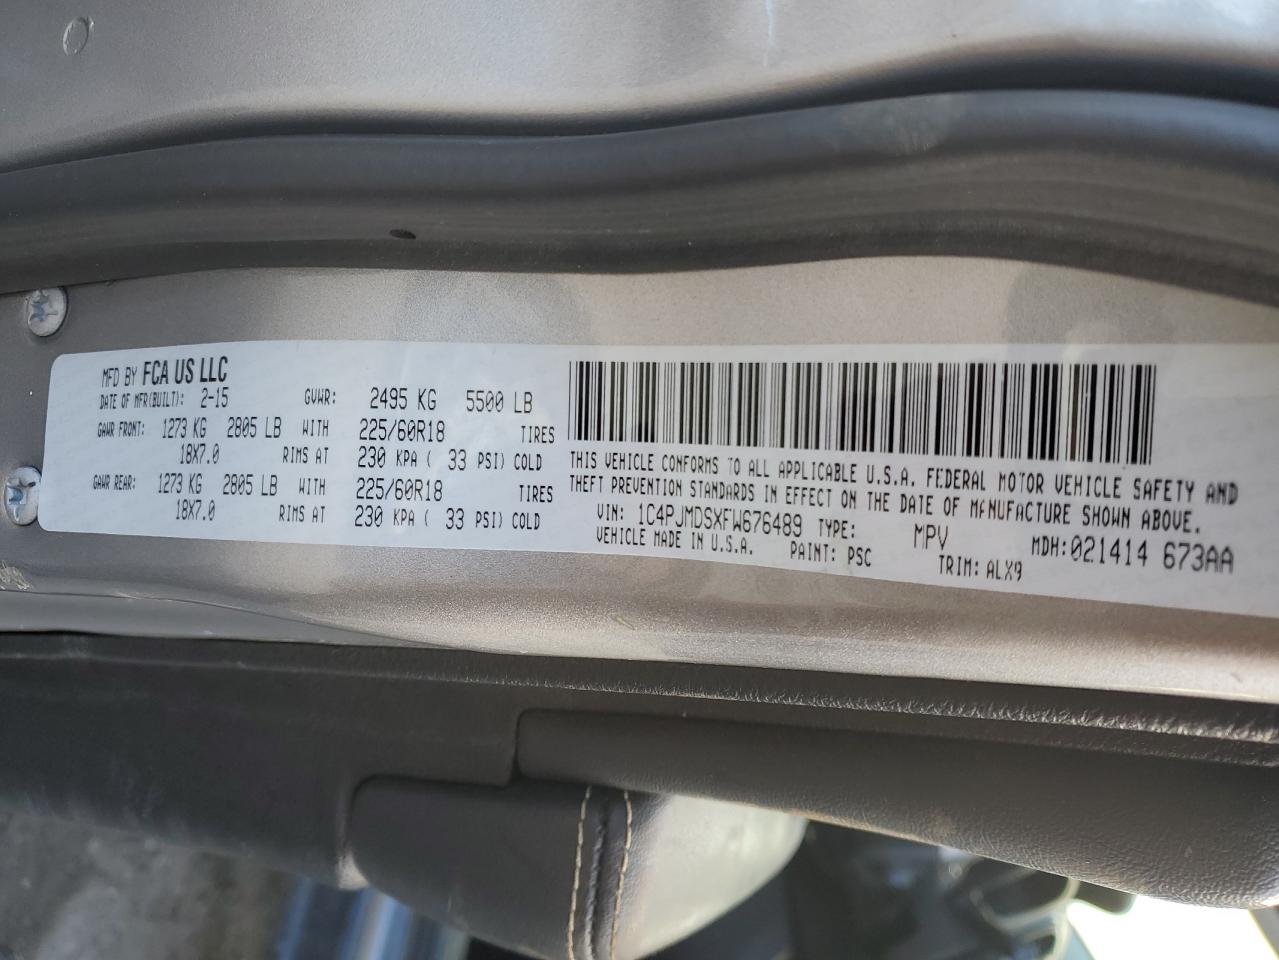 MFD BY FCA US LLC
DATE OF MFR(BUILT): 2-15 GVWR: 2495 KG 5500 LB
GAWR FRONT: 1273 KG 2805 LB WITH 225/60R18 TIRES
18X7.0 RIMS AT 230 KPA ( 33 PSI) COLD
GAWR REAR: 1273 KG 2805 LB WITH 225/60R18 TIRES
18X7.0 RIMS AT 230 KPA ( 33 PSI) COLD
THIS VEHICLE CONFORMS TO ALL APPLICABLE U.S.A. FEDERAL MOTOR VEHICLE SAFETY AND
THEFT PREVENTION STANDARDS IN EFFECT ON THE DATE OF MANUFACTURE SHOWN ABOVE.
VIN: 1C4PJMDSXFW676489 TYPE: MPV MDH:021414 673AA
VEHICLE MADE IN U.S.A. PAINT: PSC TRIM: ALX9